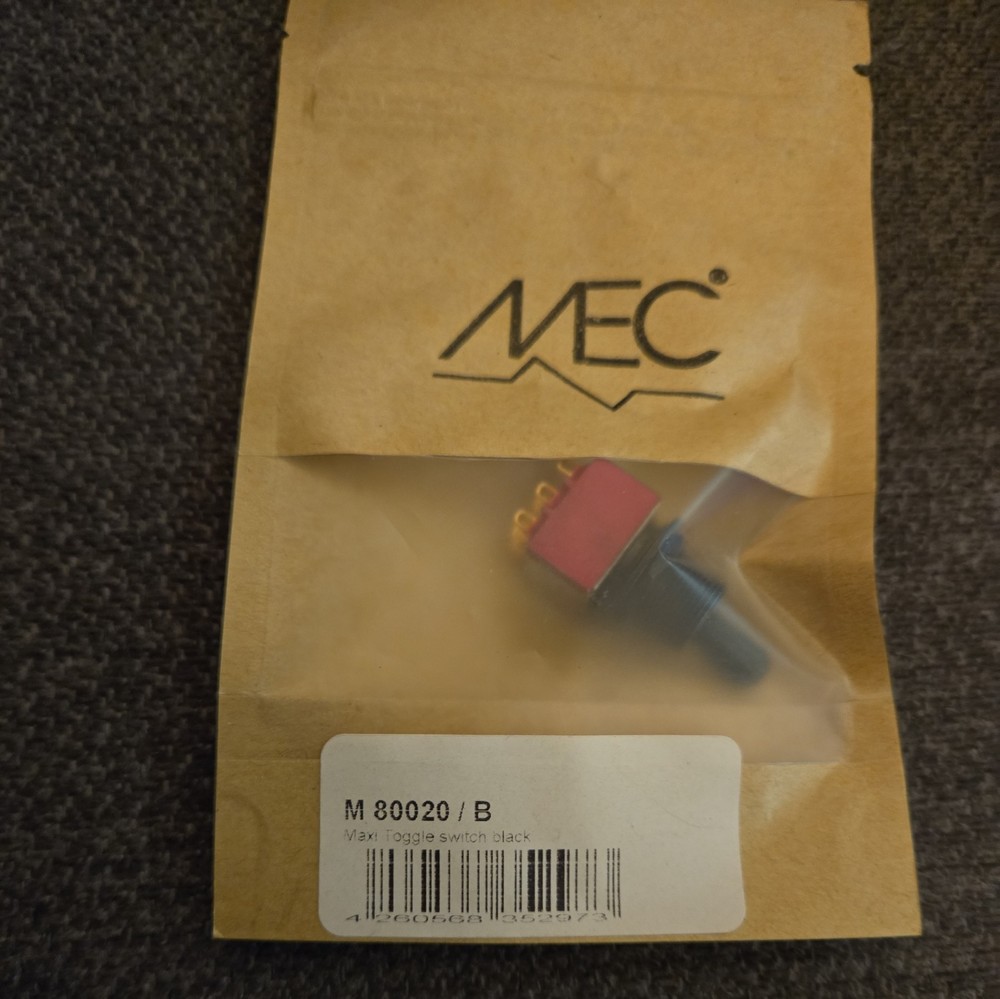 MEC®
M 80020 / B
Maxi Toggle switch black
4 260568 352973